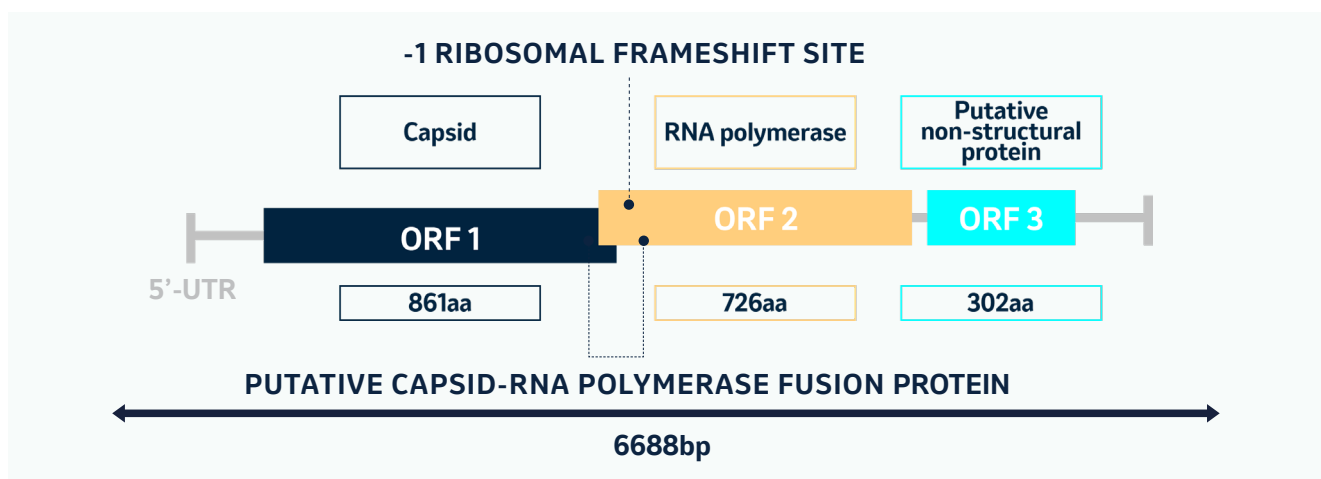 -1 RIBOSOMAL FRAMESHIFT SITE
Capsid
RNA polymerase
Putative
non-structural
protein
ORF 1
ORF 2
ORF 3
5’-UTR
861aa
726aa
302aa
PUTATIVE CAPSID-RNA POLYMERASE FUSION PROTEIN
6688bp